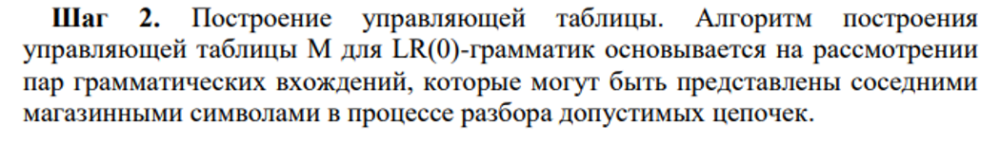 Шаг 2. Построение управляющей таблицы. Алгоритм построения
управляющей таблицы М для LR(0)-грамматик основывается на рассмотрении
пар грамматических вхождений, которые могут быть представлены соседними
магазинными символами в процессе разбора допустимых цепочек.